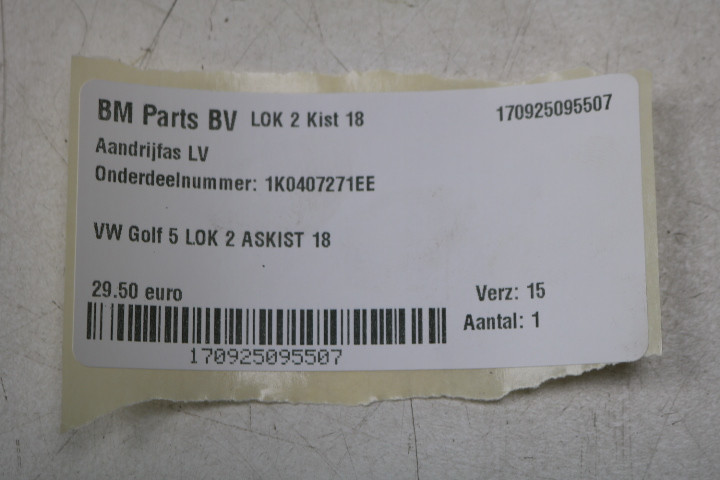 BM Parts BV LOK 2 Kist 18 170925095507
Aandrijfas LV
Onderdeelnummer: 1K0407271EE
VW Golf 5 LOK 2 ASKIST 18
29.50 euro Verz: 15
Aantal: 1
170925095507